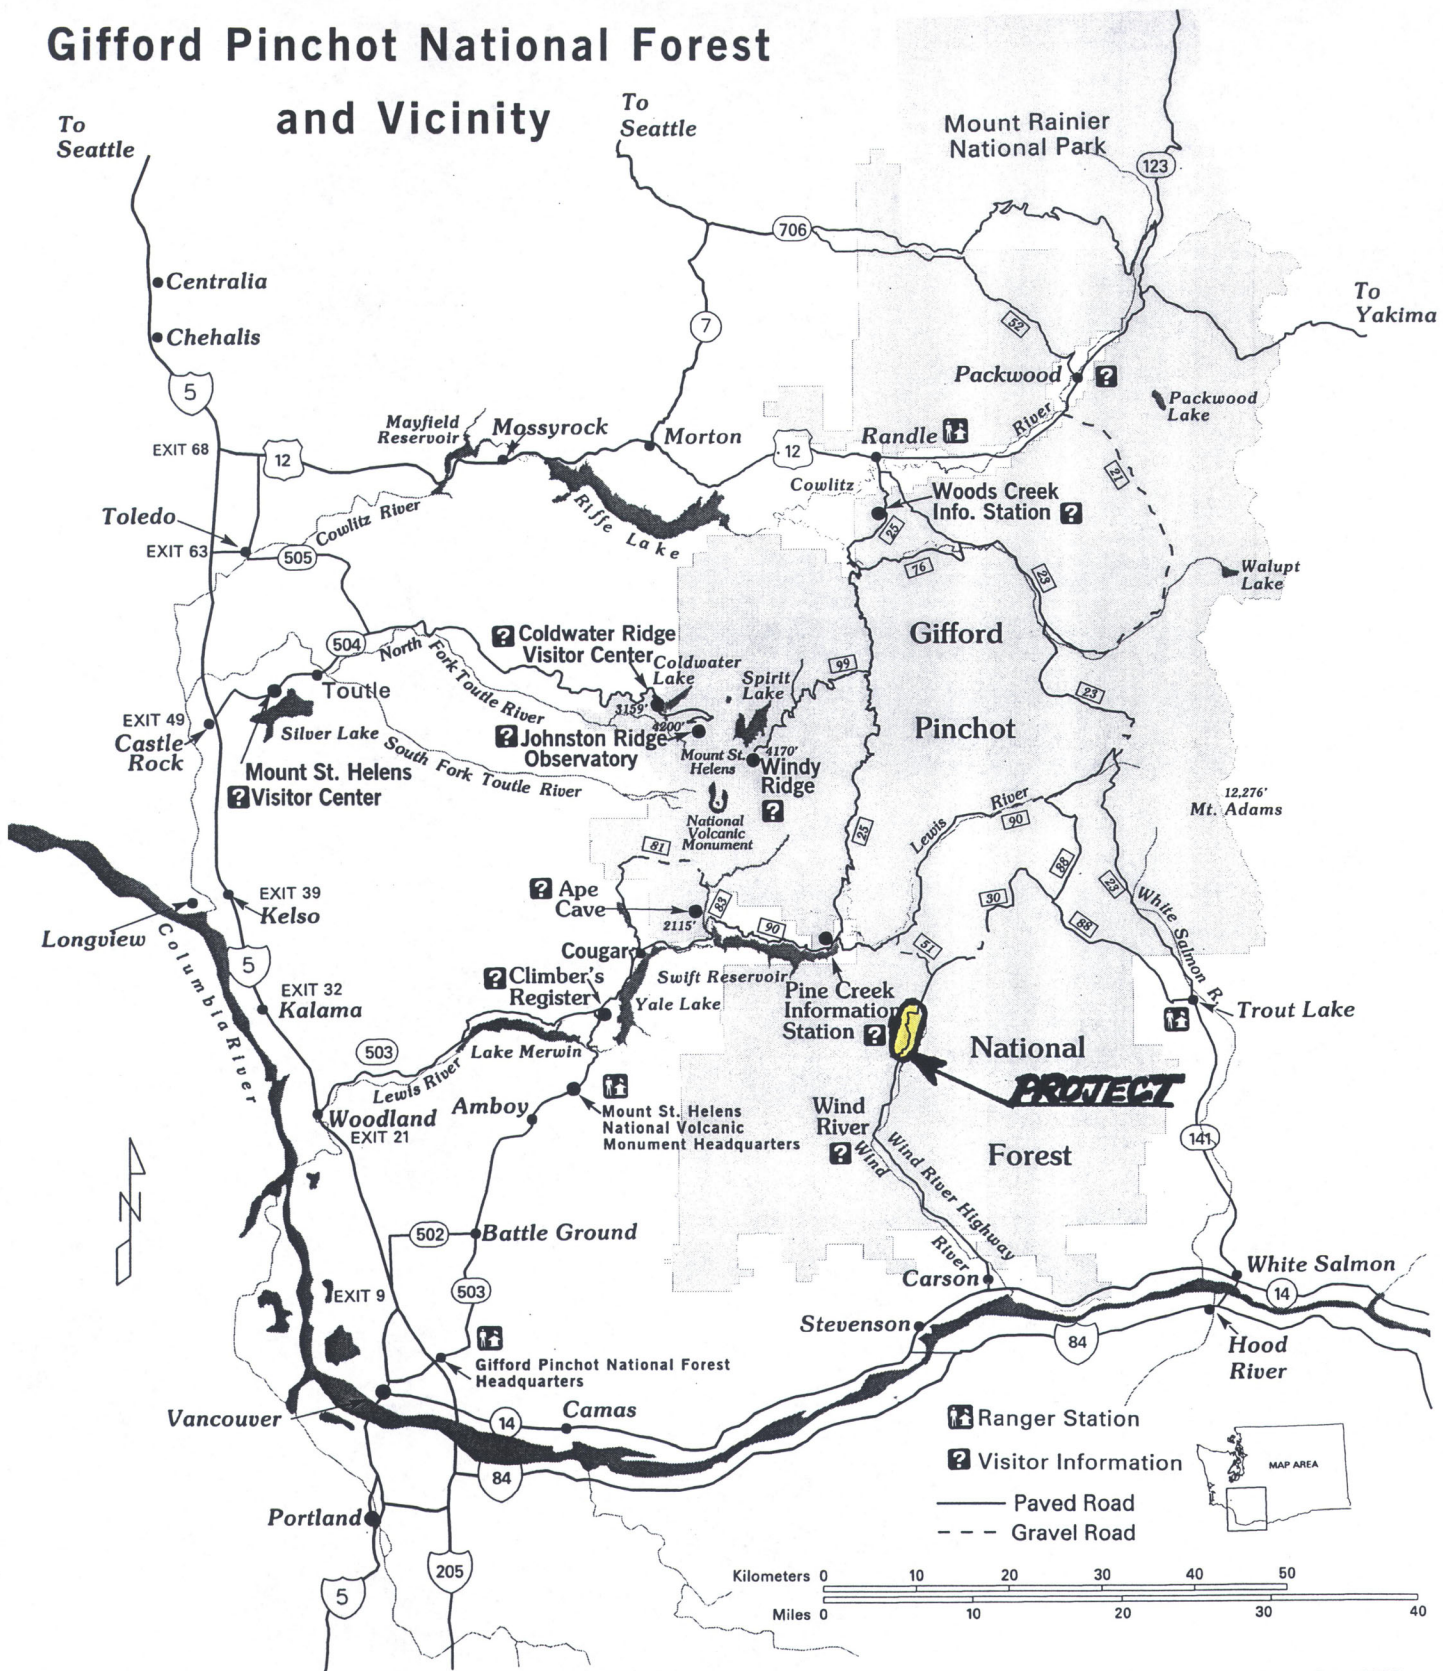 Gifford Pinchot National Forest
and Vicinity
To
Seattle
To
Seattle
Mount Rainier
National Park
123
706
Centralia
To
Yakima
Chehalis
7
52
5
Packwood
?
Packwood
Lake
Mayfield
Reservoir
Mossyrock
Morton
Randle
River
EXIT 68
12
12
21
Cowlitz
Woods Creek
Info. Station ?
Toledo
Cowlitz River
Riffe Lake
25
EXIT 63
505
76
23
Walupt
Lake
Gifford
? Coldwater Ridge
Visitor Center
504
North Fork Toutle River
Coldwater
Lake
Spirit
Lake
99
Toutle
23
3159'
EXIT 49
4200'
Castle
Rock
Silver Lake
South Fork Toutle River
? Johnston Ridge
Observatory
Mount St.
Helens
4170'
Windy
Ridge
?
Pinchot
Mount St. Helens
? Visitor Center
National
Volcanic
Monument
12,276'
Mt. Adams
Lewis River
90
25
81
88
23
? Ape
Cave
2115'
83
30
White Salmon R.
EXIT 39
Kelso
90
88
Longview
Columbia River
5
Cougar
51
Swift Reservoir
? Climber's
Register
Yale Lake
Pine Creek
Information
Station ?
EXIT 32
Kalama
Trout Lake
National
503
Lake Merwin
Lewis River
PROJECT
Woodland
EXIT 21
Amboy
Mount St. Helens
National Volcanic
Monument Headquarters
Wind
River
?
Wind River
Wind River Highway
141
Forest
N
502
Battle Ground
Carson
White Salmon
EXIT 9
503
14
Stevenson
84
Hood
River
Gifford Pinchot National Forest
Headquarters
Vancouver
14
Camas
84
Ranger Station
? Visitor Information
MAP AREA
Paved Road
Gravel Road
Portland
5
205
Kilometers 0 10 20 30 40 50
Miles 0 10 20 30 40